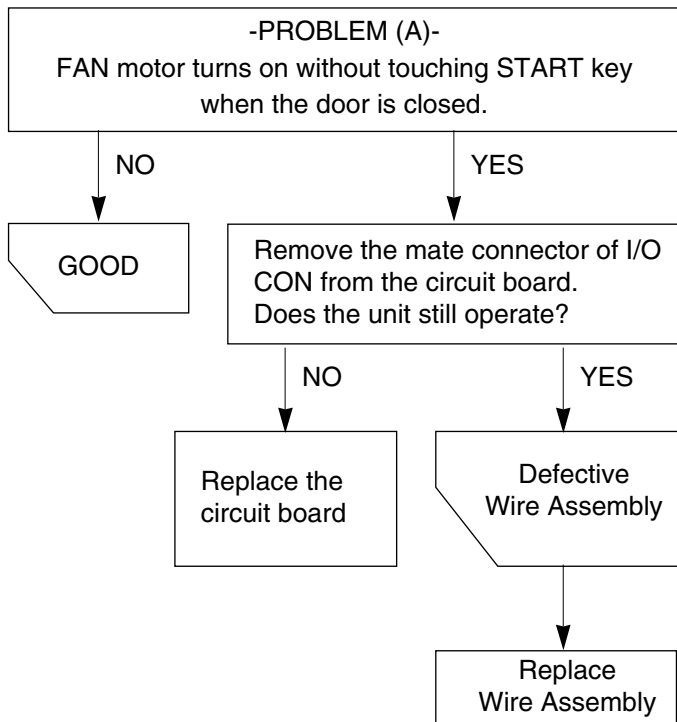 -PROBLEM (A)-
FAN motor turns on without touching START key
when the door is closed.
NO
YES
GOOD
Remove the mate connector of I/O
CON from the circuit board.
Does the unit still operate?
NO
YES
Replace the
circuit board
Defective
Wire Assembly
Replace
Wire Assembly